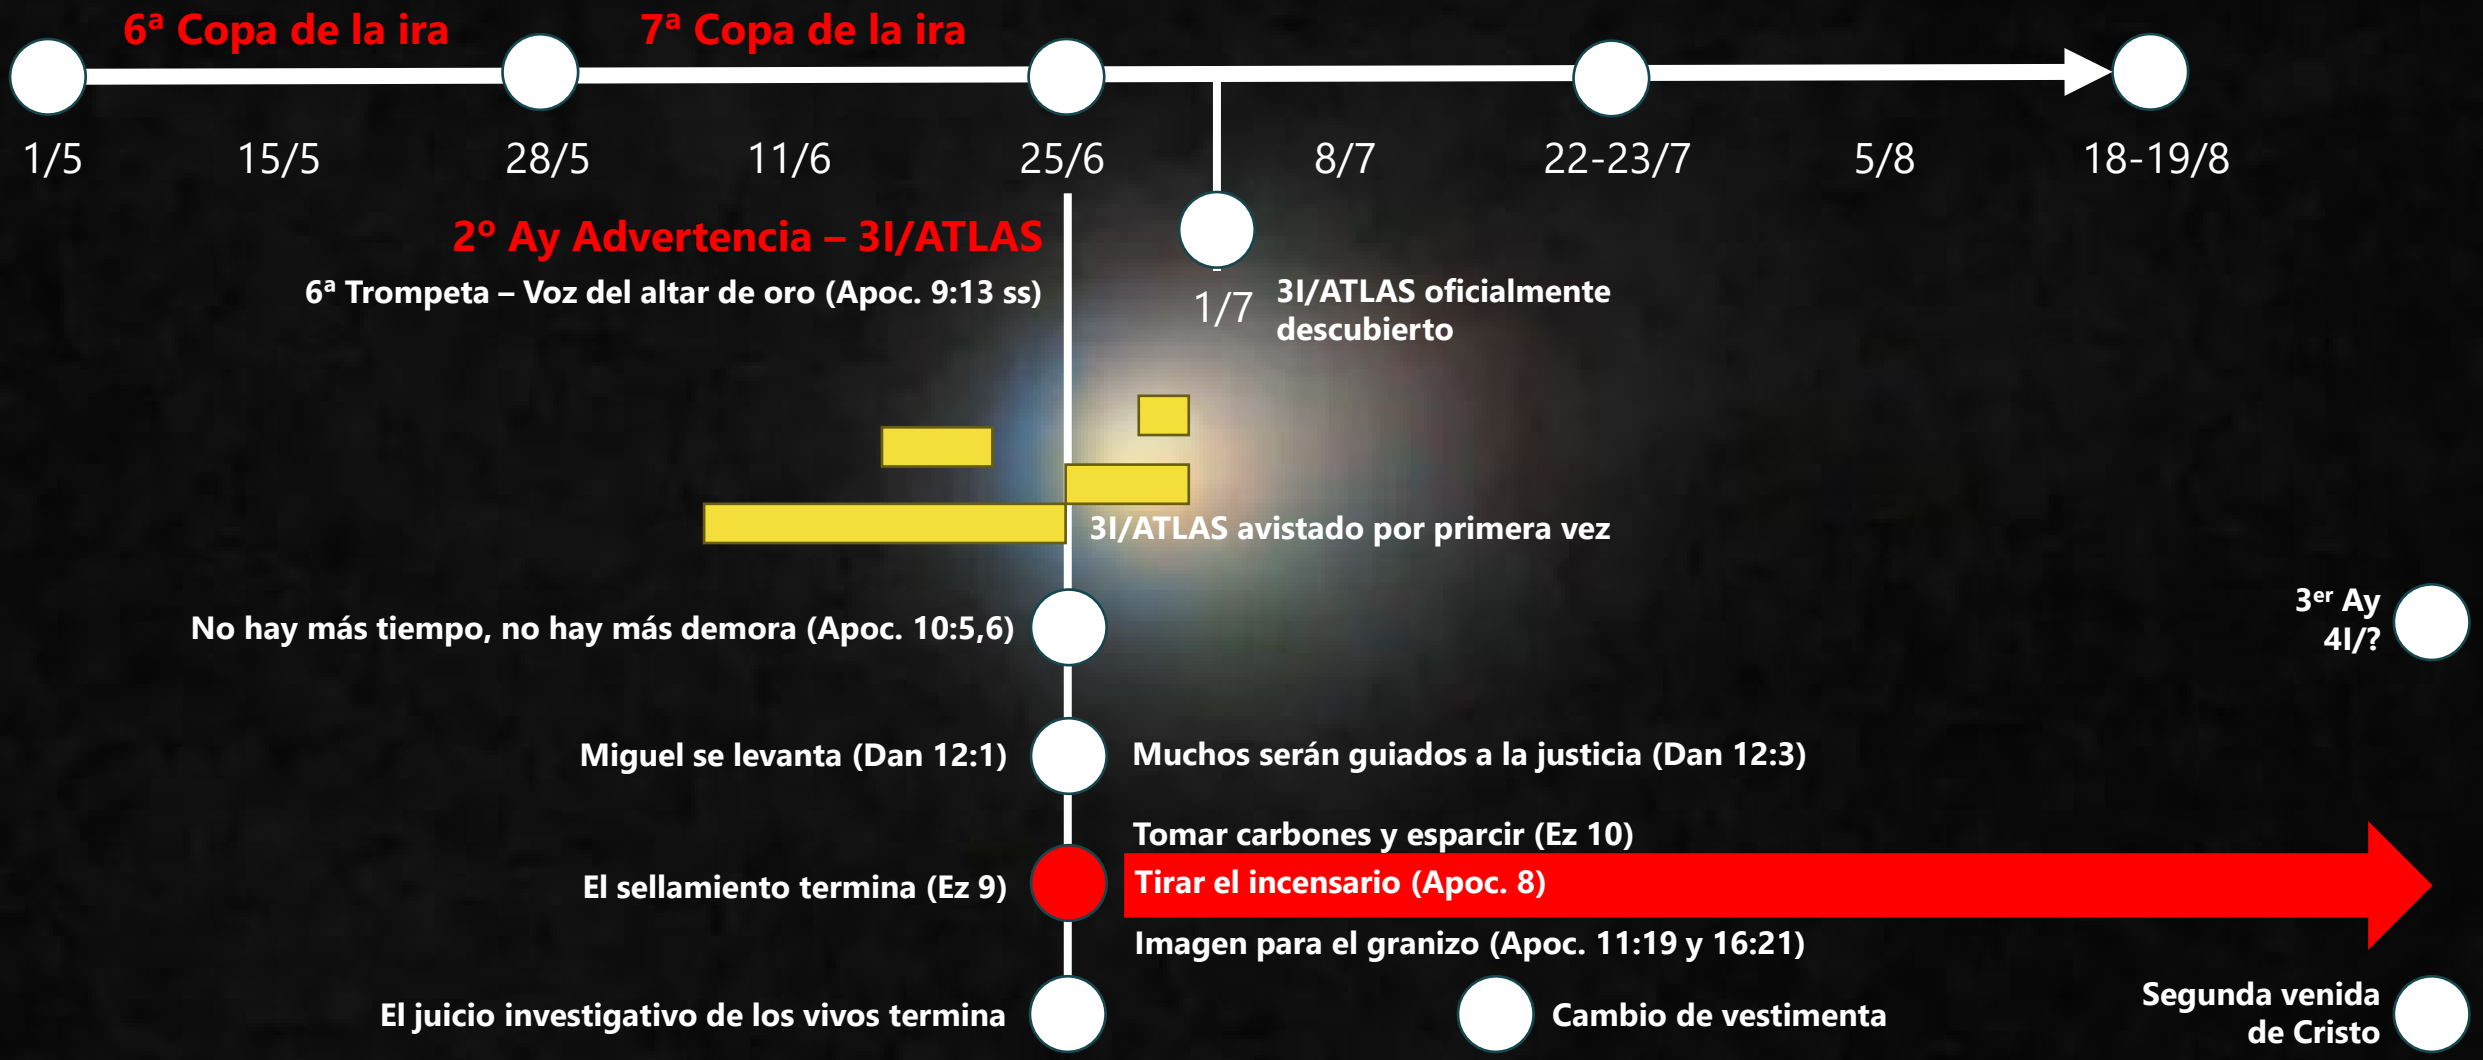 6ª Copa de la ira
7ª Copa de la ira
1/5
15/5
28/5
11/6
25/6
8/7
22-23/7
5/8
18-19/8
2º Ay Advertencia – 3I/ATLAS
6ª Trompeta – Voz del altar de oro (Apoc. 9:13 ss)
1/7
3I/ATLAS oficialmente
descubierto
3I/ATLAS avistado por primera vez
No hay más tiempo, no hay más demora (Apoc. 10:5,6)
3er Ay
4I/?
Miguel se levanta (Dan 12:1)
Muchos serán guiados a la justicia (Dan 12:3)
Tomar carbones y esparcir (Ez 10)
El sellamiento termina (Ez 9)
Tirar el incensario (Apoc. 8)
Imagen para el granizo (Apoc. 11:19 y 16:21)
El juicio investigativo de los vivos termina
Cambio de vestimenta
Segunda venida
de Cristo